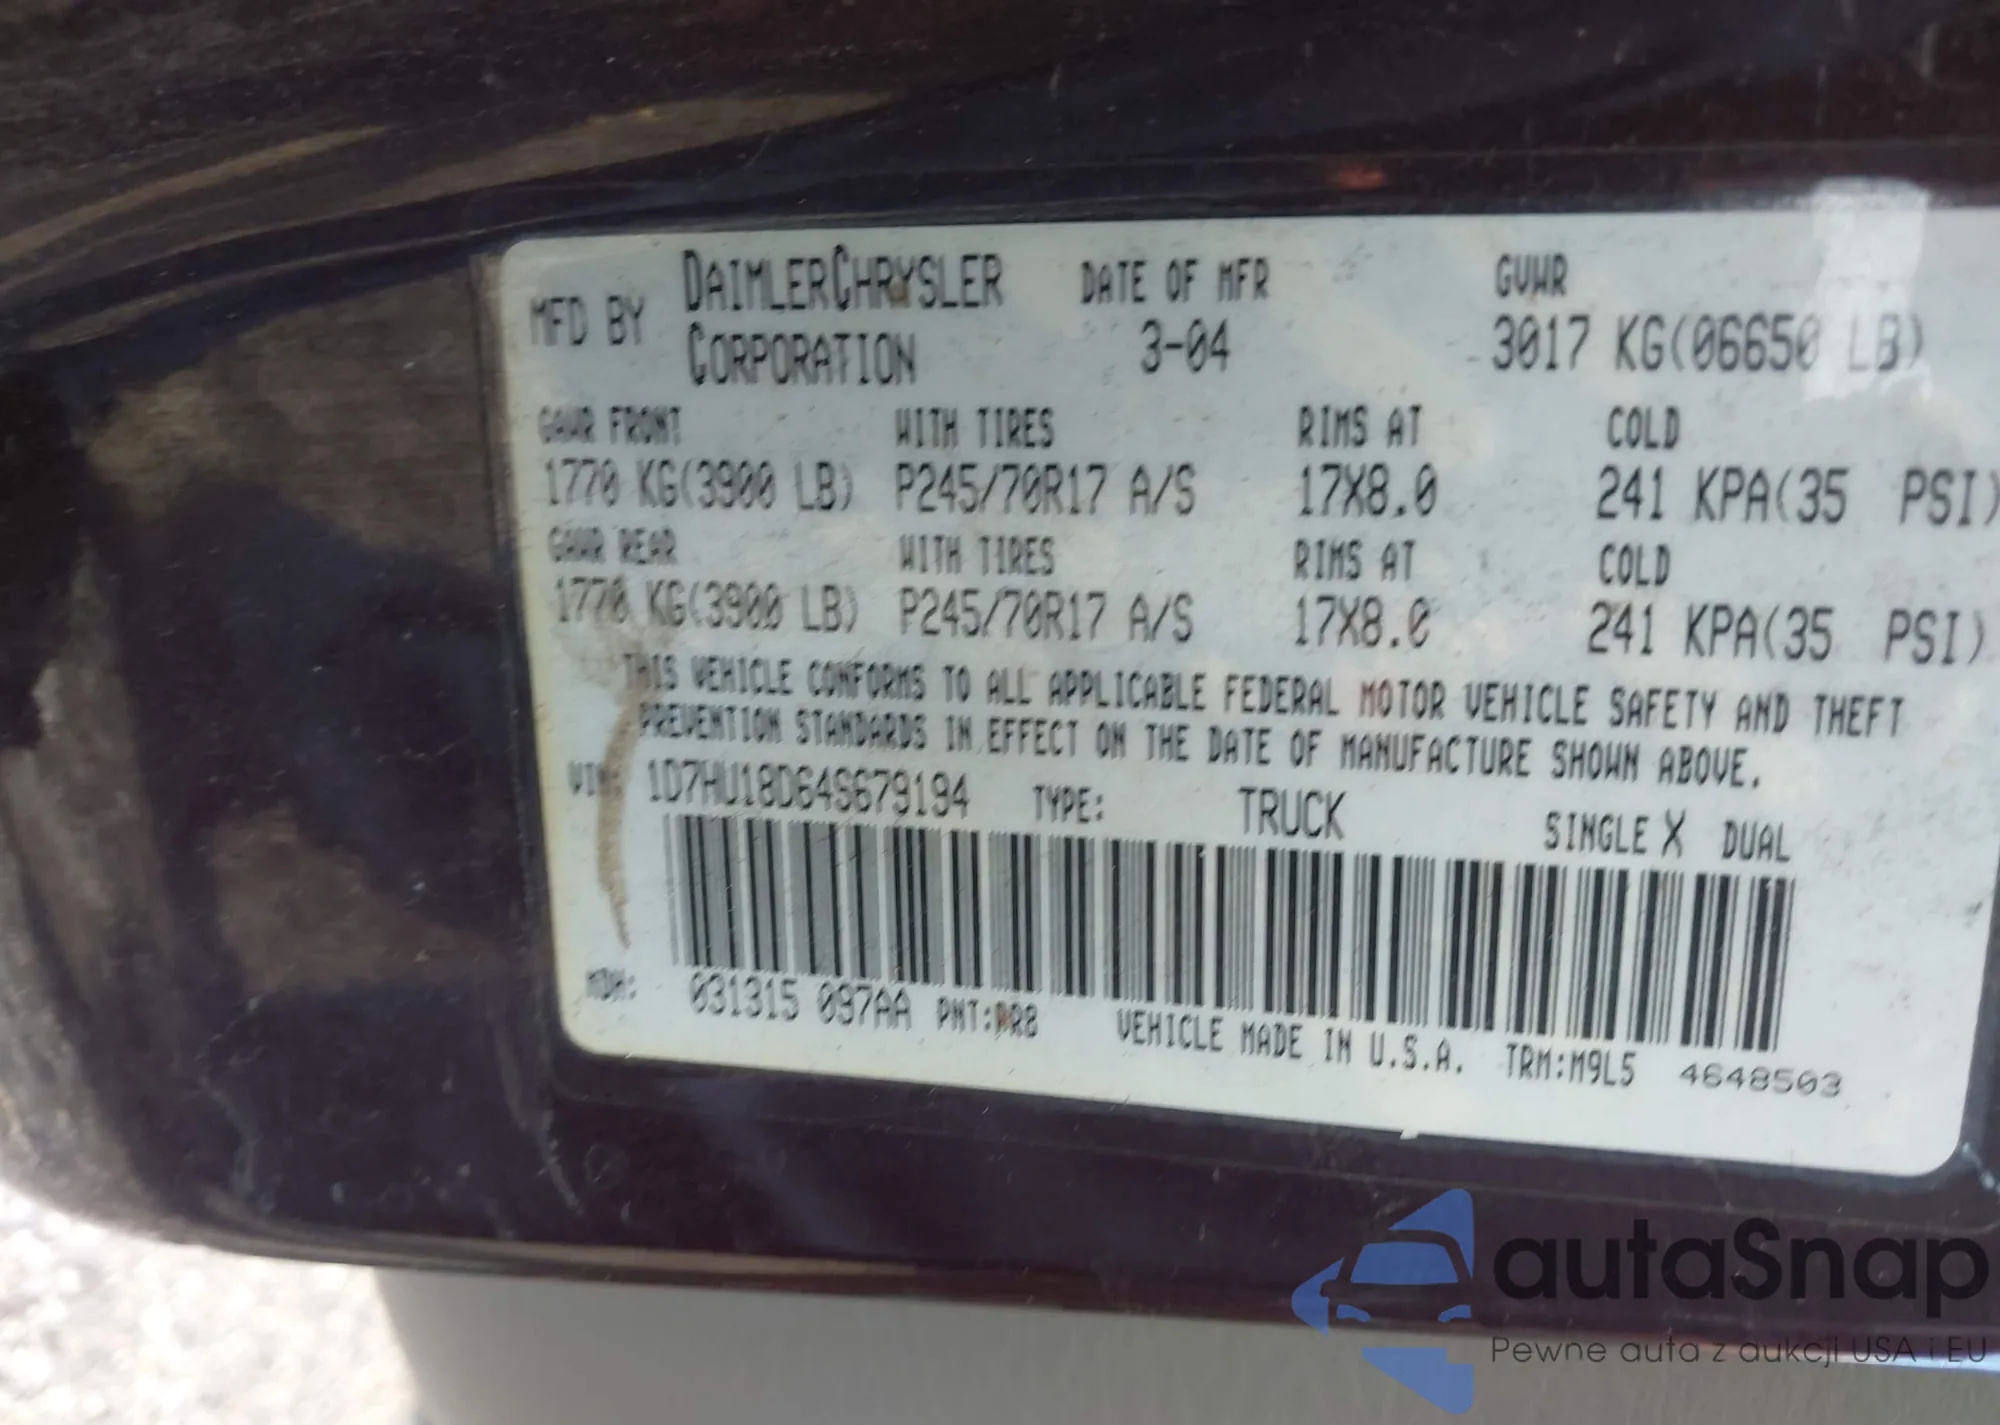 MFD BY DAIMLERCHRYSLER CORPORATION DATE OF MFR 3-04 GVWR 3017 KG(06650 LB)
GAWR FRONT WITH TIRES RIMS AT COLD
1770 KG(3900 LB) P245/70R17 A/S 17X8.0 241 KPA(35 PSI)
GAWR REAR WITH TIRES RIMS AT COLD
1770 KG(3900 LB) P245/70R17 A/S 17X8.0 241 KPA(35 PSI)
THIS VEHICLE CONFORMS TO ALL APPLICABLE FEDERAL MOTOR VEHICLE SAFETY AND THEFT
PREVENTION STANDARDS IN EFFECT ON THE DATE OF MANUFACTURE SHOWN ABOVE.
VIN: 1D7HU18D64S679194 TYPE: TRUCK SINGLE X DUAL
MDH: 031315 097AA PNT:PR8 VEHICLE MADE IN U.S.A. TRM:M9L5 4648503
autaSnap
Pewne auta z aukcji USA i EU